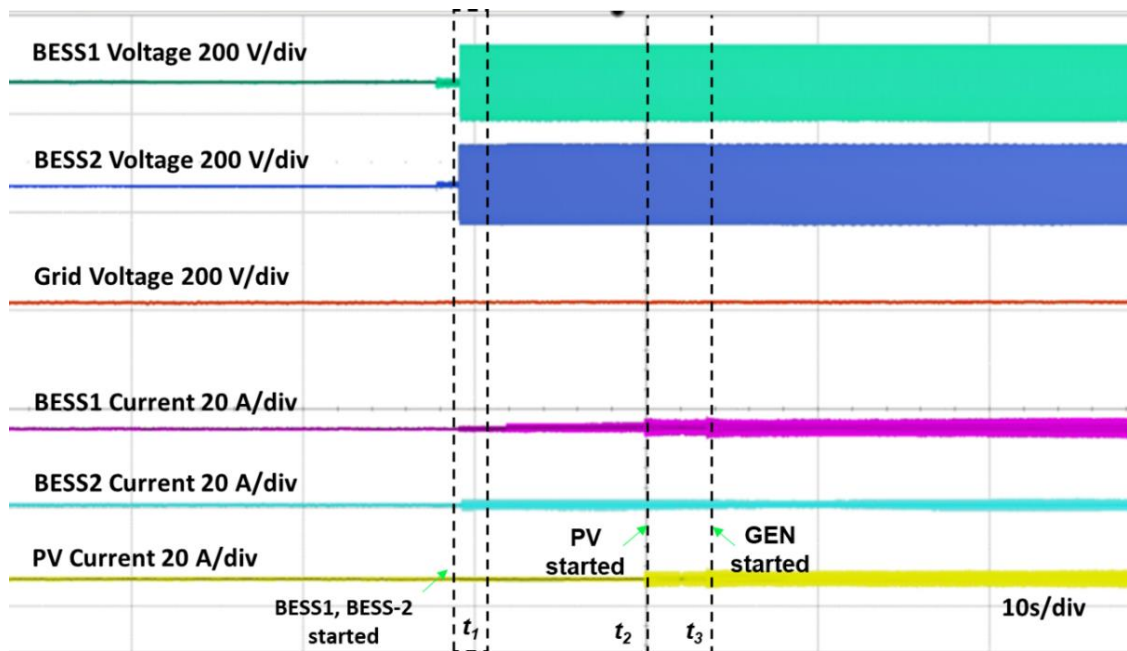 BESS1 Voltage 200 V/div
BESS2 Voltage 200 V/div
Grid Voltage 200 V/div
BESS1 Current 20 A/div
BESS2 Current 20 A/div
PV Current 20 A/div
PV
started
GEN
started
BESS1, BESS-2
started
t1
t2
t3
10s/div